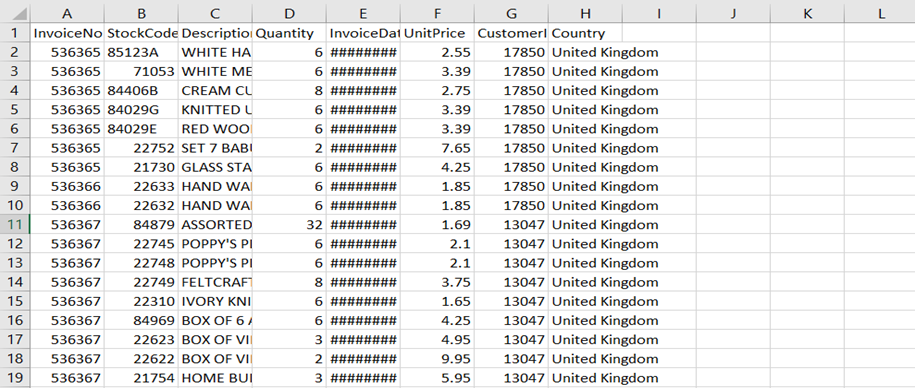 A B C D E F G H I J K L
1 InvoiceNo StockCode Description Quantity InvoiceDat UnitPrice CustomerI Country
2 536365 85123A WHITE HA 6 ######## 2.55 17850 United Kingdom
3 536365 71053 WHITE ME 6 ######## 3.39 17850 United Kingdom
4 536365 84406B CREAM CU 8 ######## 2.75 17850 United Kingdom
5 536365 84029G KNITTED U 6 ######## 3.39 17850 United Kingdom
6 536365 84029E RED WOO 6 ######## 3.39 17850 United Kingdom
7 536365 22752 SET 7 BABU 2 ######## 7.65 17850 United Kingdom
8 536365 21730 GLASS STA 6 ######## 4.25 17850 United Kingdom
9 536366 22633 HAND WA 6 ######## 1.85 17850 United Kingdom
10 536366 22632 HAND WA 6 ######## 1.85 17850 United Kingdom
11 536367 84879 ASSORTED 32 ######## 1.69 13047 United Kingdom
12 536367 22745 POPPY'S P 6 ######## 2.1 13047 United Kingdom
13 536367 22748 POPPY'S P 6 ######## 2.1 13047 United Kingdom
14 536367 22749 FELTCRAF 8 ######## 3.75 13047 United Kingdom
15 536367 22310 IVORY KNI 6 ######## 1.65 13047 United Kingdom
16 536367 84969 BOX OF 6 A 6 ######## 4.25 13047 United Kingdom
17 536367 22623 BOX OF VI 3 ######## 4.95 13047 United Kingdom
18 536367 22622 BOX OF VI 2 ######## 9.95 13047 United Kingdom
19 536367 21754 HOME BUI 3 ######## 5.95 13047 United Kingdom